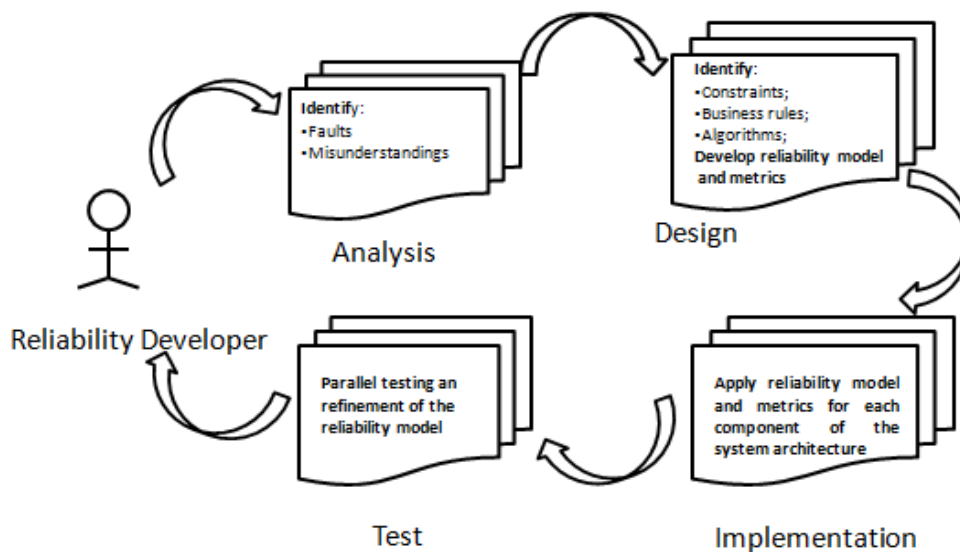 Identify:
•Faults
•Misunderstandings
Analysis
Identify:
•Constraints;
•Business rules;
•Algorithms;
Develop reliability model
and metrics
Design
Reliability Developer
Parallel testing an
refinement of the
reliability model
Test
Apply reliability model
and metrics for each
component of the
system architecture
Implementation